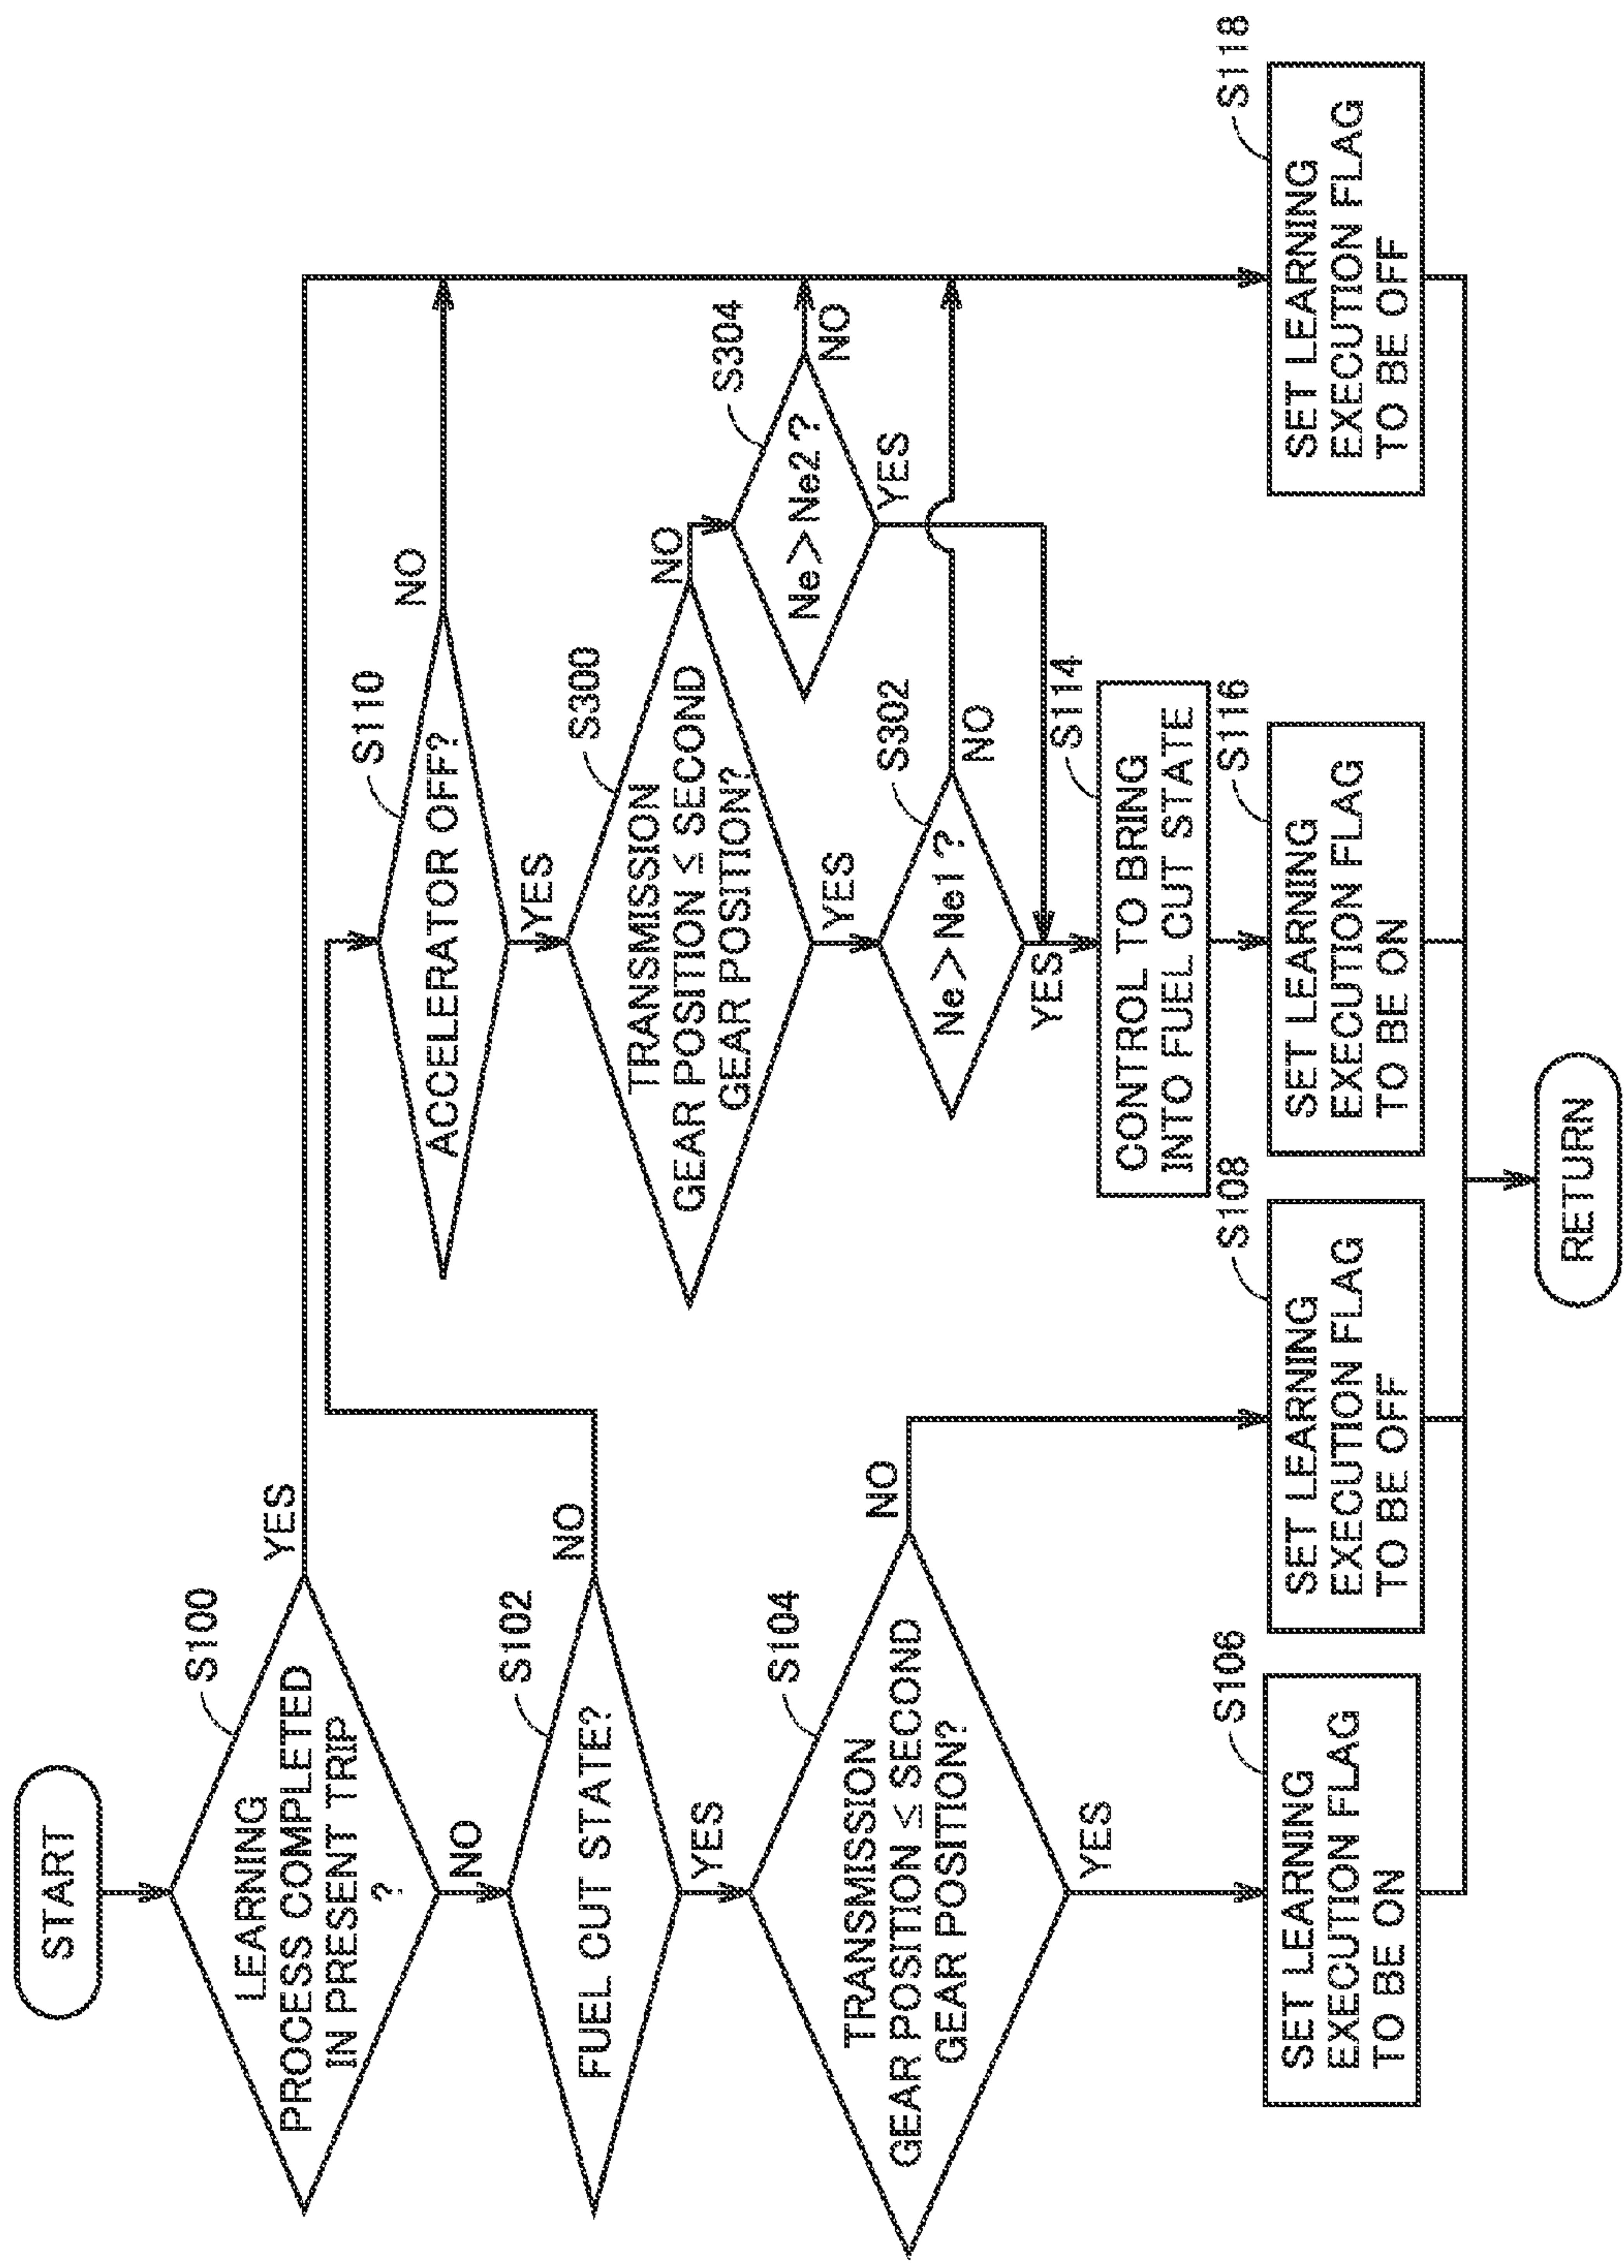 START
S100
LEARNING
PROCESS COMPLETED
IN PRESENT TRIP
?
YES
NO
S102
FUEL CUT STATE?
NO
YES
S104
TRANSMISSION
GEAR POSITION ≤ SECOND
GEAR POSITION?
NO
YES
S106
SET LEARNING
EXECUTION FLAG
TO BE ON
S108
SET LEARNING
EXECUTION FLAG
TO BE OFF
S110
ACCELERATOR OFF?
NO
YES
S300
TRANSMISSION
GEAR POSITION ≤ SECOND
GEAR POSITION?
NO
YES
S304
Ne>Ne2 ?
NO
YES
S302
Ne>Ne1 ?
NO
YES
S114
CONTROL TO BRING
INTO FUEL CUT STATE
S116
SET LEARNING
EXECUTION FLAG
TO BE ON
S118
SET LEARNING
EXECUTION FLAG
TO BE OFF
RETURN